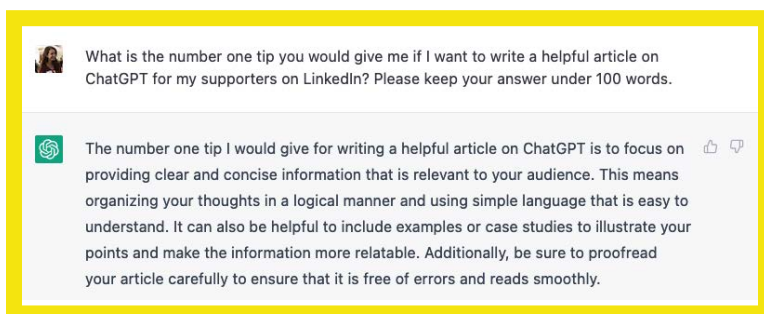 What is the number one tip you would give me if I want to write a helpful article on
ChatGPT for my supporters on LinkedIn? Please keep your answer under 100 words.
The number one tip I would give for writing a helpful article on ChatGPT is to focus on
providing clear and concise information that is relevant to your audience. This means
organizing your thoughts in a logical manner and using simple language that is easy to
understand. It can also be helpful to include examples or case studies to illustrate your
points and make the information more relatable. Additionally, be sure to proofread
your article carefully to ensure that it is free of errors and reads smoothly.